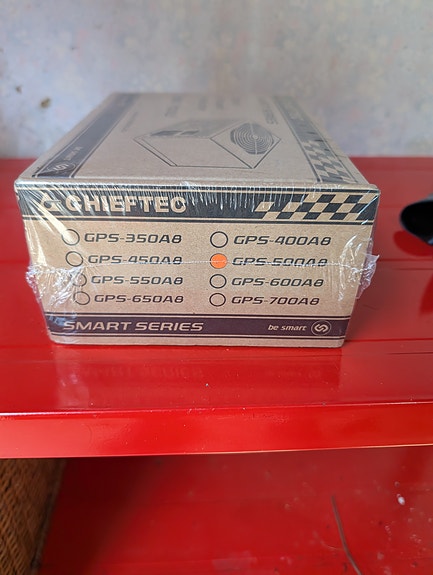 CHIEFTEC
GPS-350A8 GPS-400A8
GPS-450A8 GPS-500A8
GPS-550A8 GPS-600A8
GPS-650A8 GPS-700A8
SMART SERIES be smart